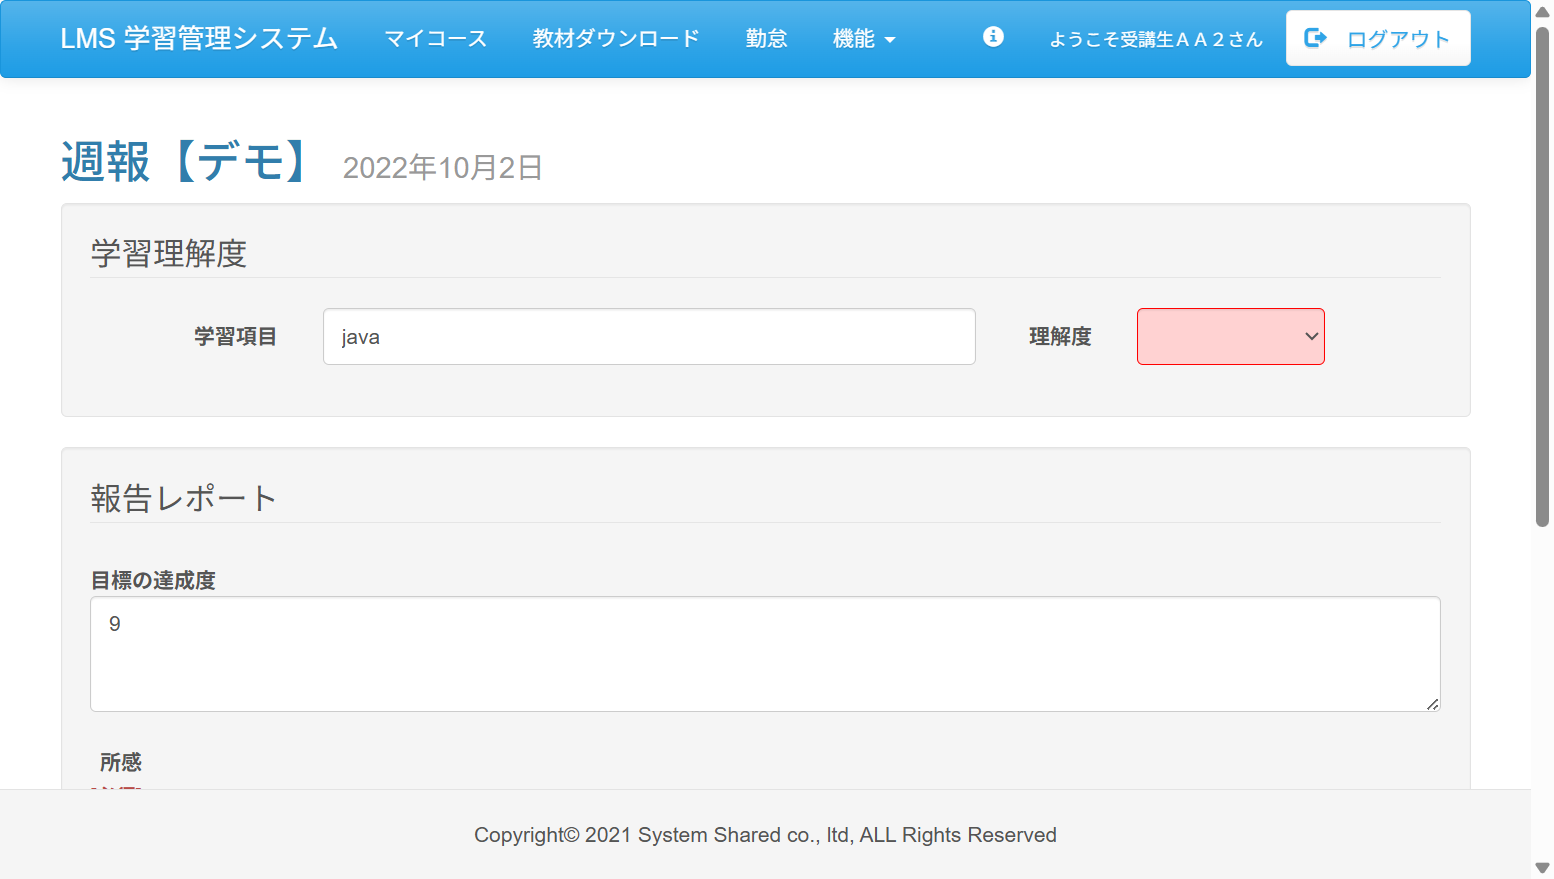 LMS 学習管理システム マイコース 教材ダウンロード 勤怠 機能 ようこそ受講生ＡＡ２さん ログアウト
週報【デモ】 2022年10月2日
学習理解度
学習項目 java 理解度
報告レポート
目標の達成度
9
所感
Copyright© 2021 System Shared co., ltd, ALL Rights Reserved